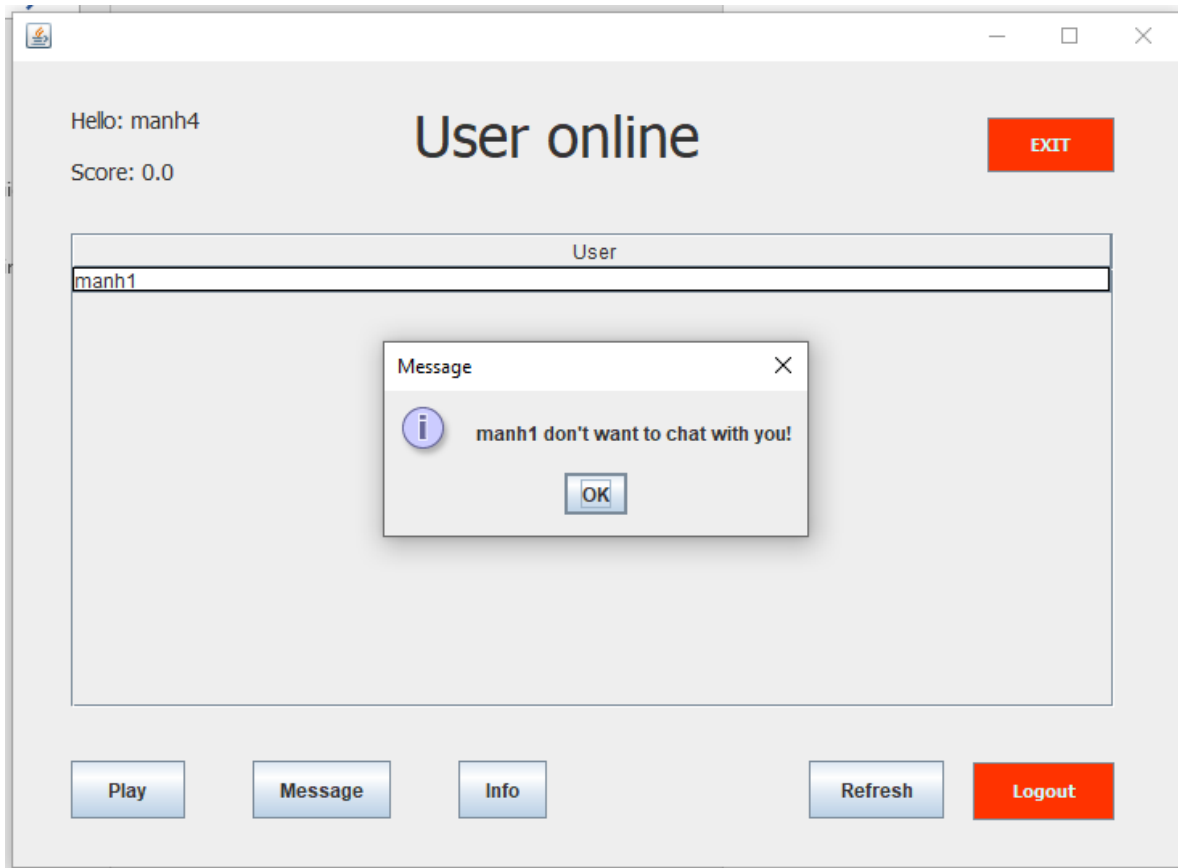 Hello: manh4
User online
EXIT
Score: 0.0
User
manh1
Message
manh1 don't want to chat with you!
OK
Play
Message
Info
Refresh
Logout